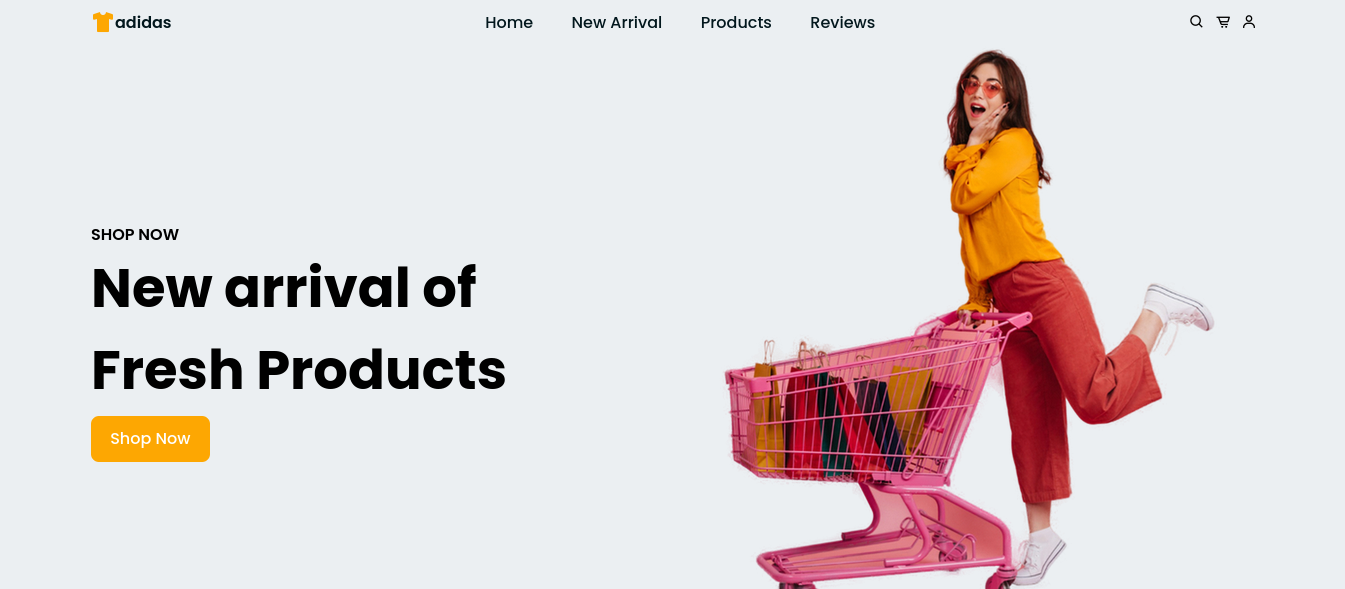 adidas
Home
New Arrival
Products
Reviews
SHOP NOW
New arrival of
Fresh Products
Shop Now